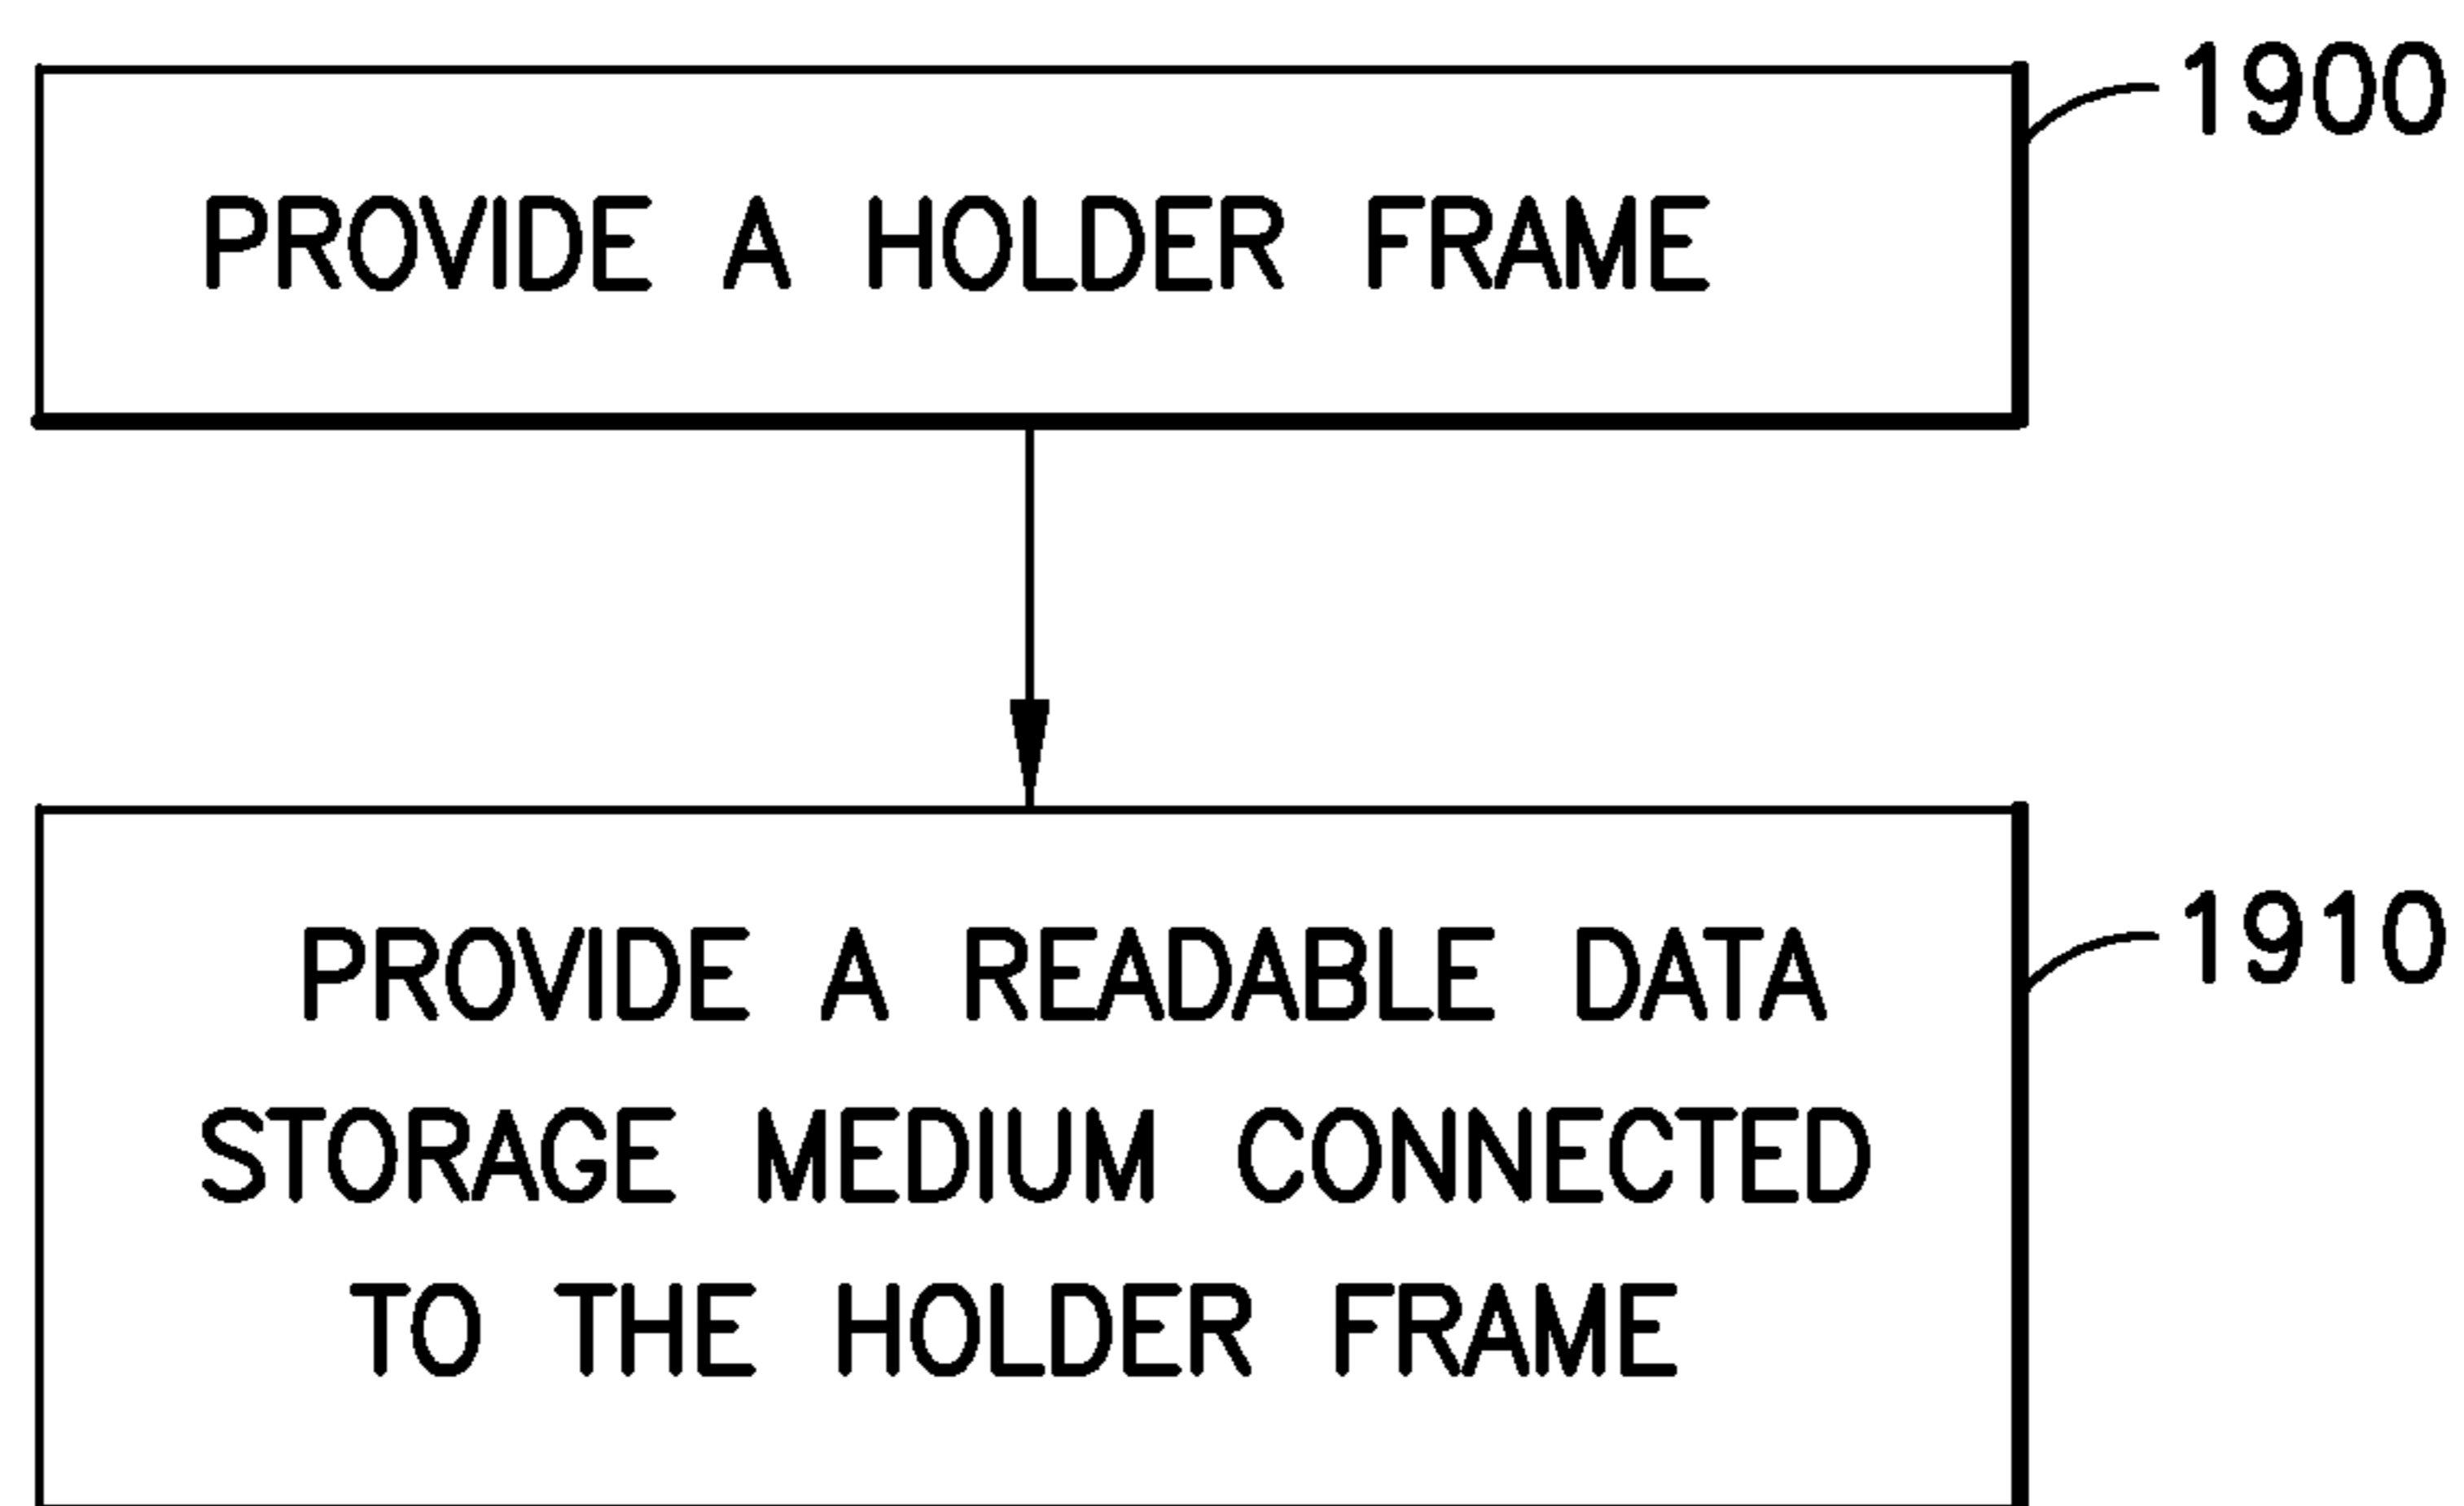 1900
PROVIDE A HOLDER FRAME
1910
PROVIDE A READABLE DATA
STORAGE MEDIUM CONNECTED
TO THE HOLDER FRAME